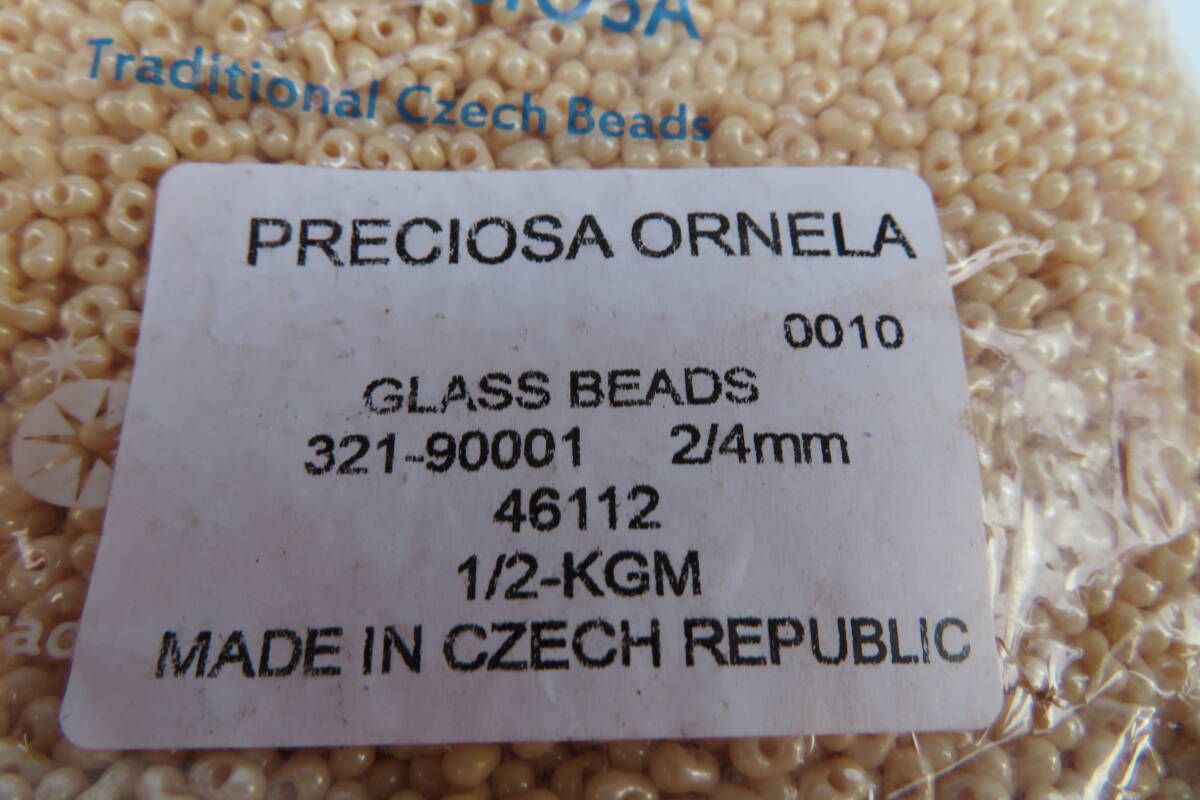 Traditional Czech Beads
PRECIOSA ORNELA
0010
GLASS BEADS
321-90001 2/4mm
46112
1/2-KGM
MADE IN CZECH REPUBLIC